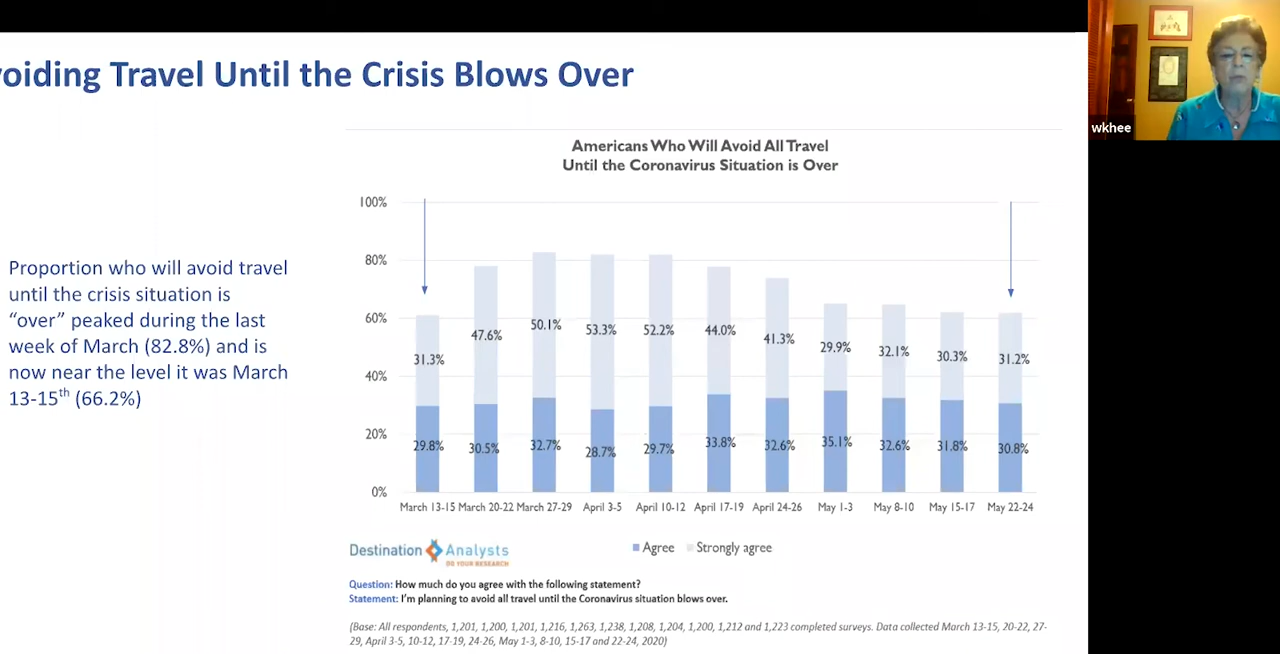 voiding Travel Until the Crisis Blows Over
wkhee
Proportion who will avoid travel
until the crisis situation is
“over” peaked during the last
week of March (82.8%) and is
now near the level it was March
13-15th (66.2%)
Americans Who Will Avoid All Travel
Until the Coronavirus Situation is Over
100%
80%
60%
40%
20%
0%
31.3% 47.6% 50.1% 53.3% 52.2% 44.0% 41.3% 29.9% 32.1% 30.3% 31.2%
29.8% 30.5% 32.7% 28.7% 29.7% 33.8% 32.6% 35.1% 32.6% 31.8% 30.8%
March 13-15 March 20-22 March 27-29 April 3-5 April 10-12 April 17-19 April 24-26 May 1-3 May 8-10 May 15-17 May 22-24
Agree Strongly agree
Destination Analysts
DO YOUR RESEARCH
Question: How much do you agree with the following statement?
Statement: I'm planning to avoid all travel until the Coronavirus situation blows over.
(Base: All respondents, 1,201, 1,200, 1,201, 1,216, 1,263, 1,238, 1,208, 1,204, 1,200, 1,212 and 1,223 completed surveys. Data collected March 13-15, 20-22, 27-
29, April 3-5, 10-12, 17-19, 24-26, May 1-3, 8-10, 15-17 and 22-24, 2020)